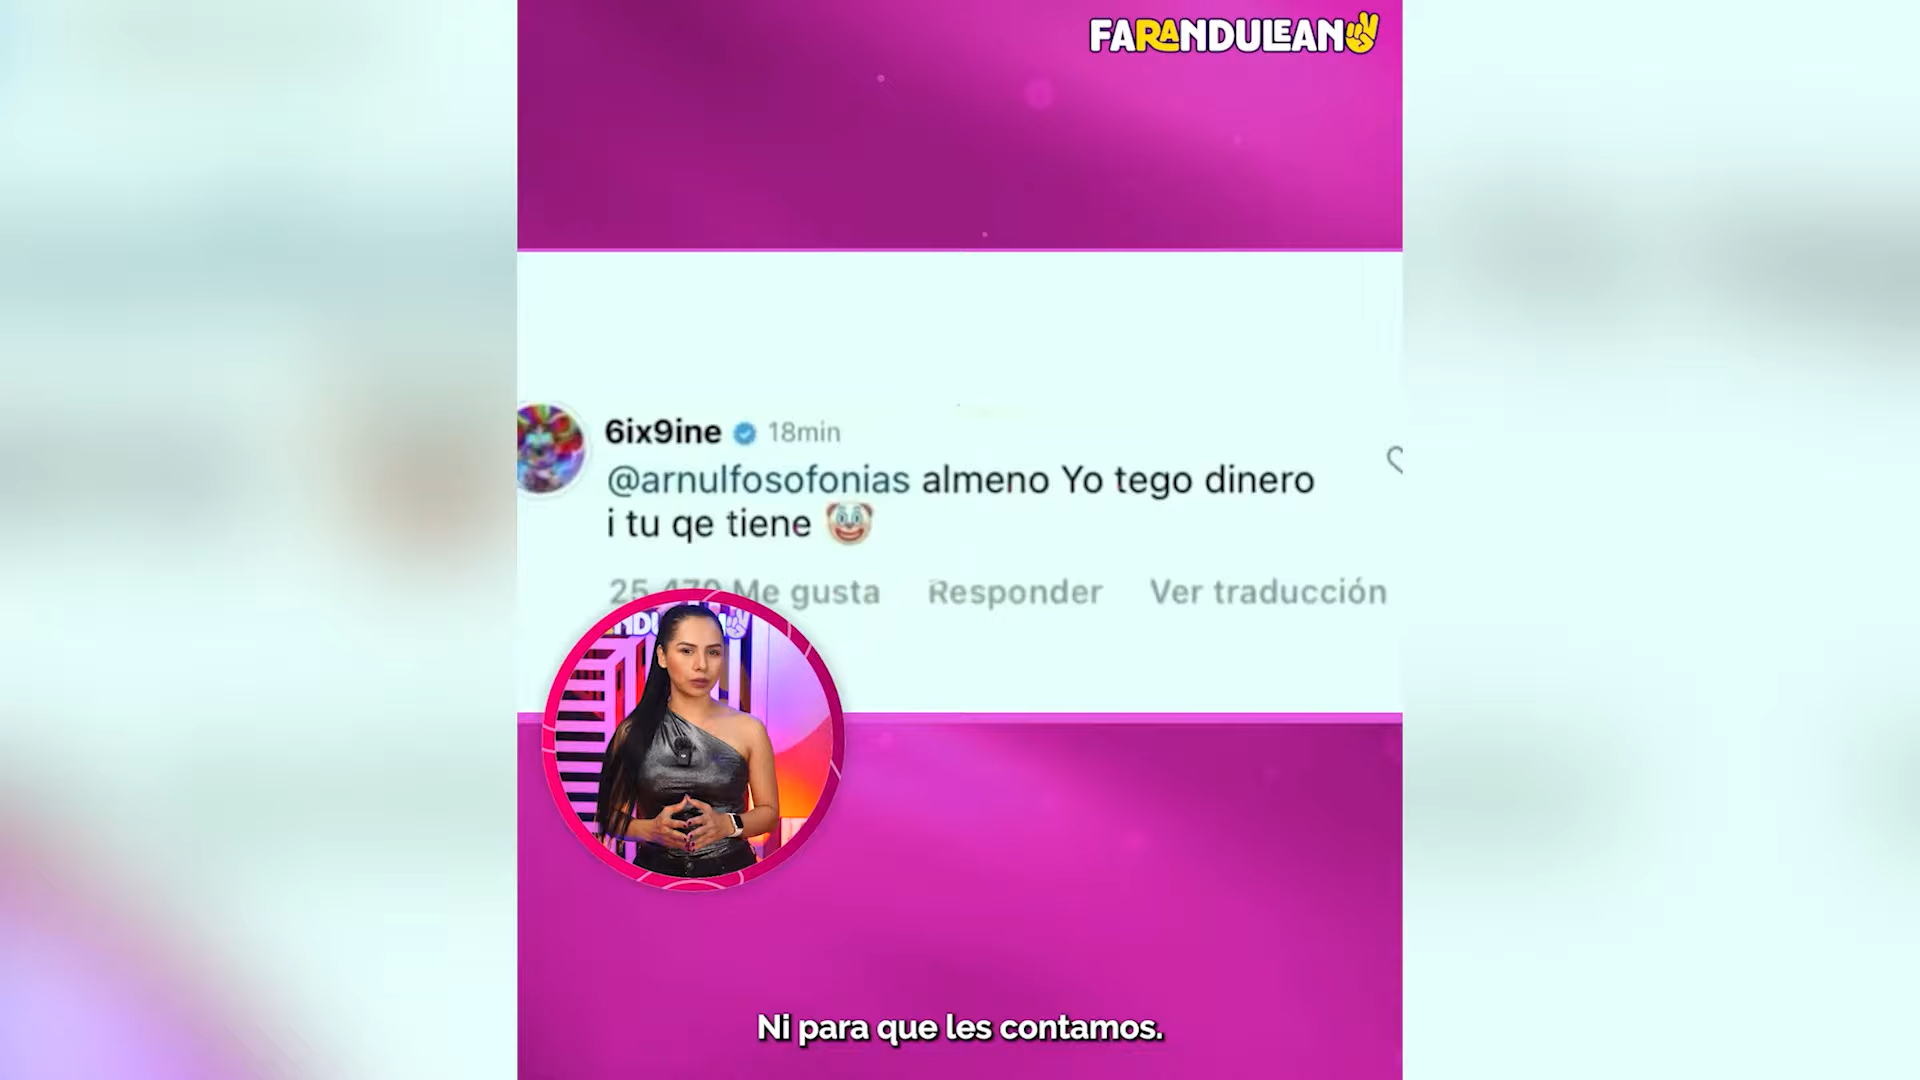 FARANDULEANDO
6ix9ine 18min
@arnulfosofonias almeno Yo tego dinero
i tu qe tiene 🤡
Me gusta Responder Ver traducción
Ni para que les contamos.